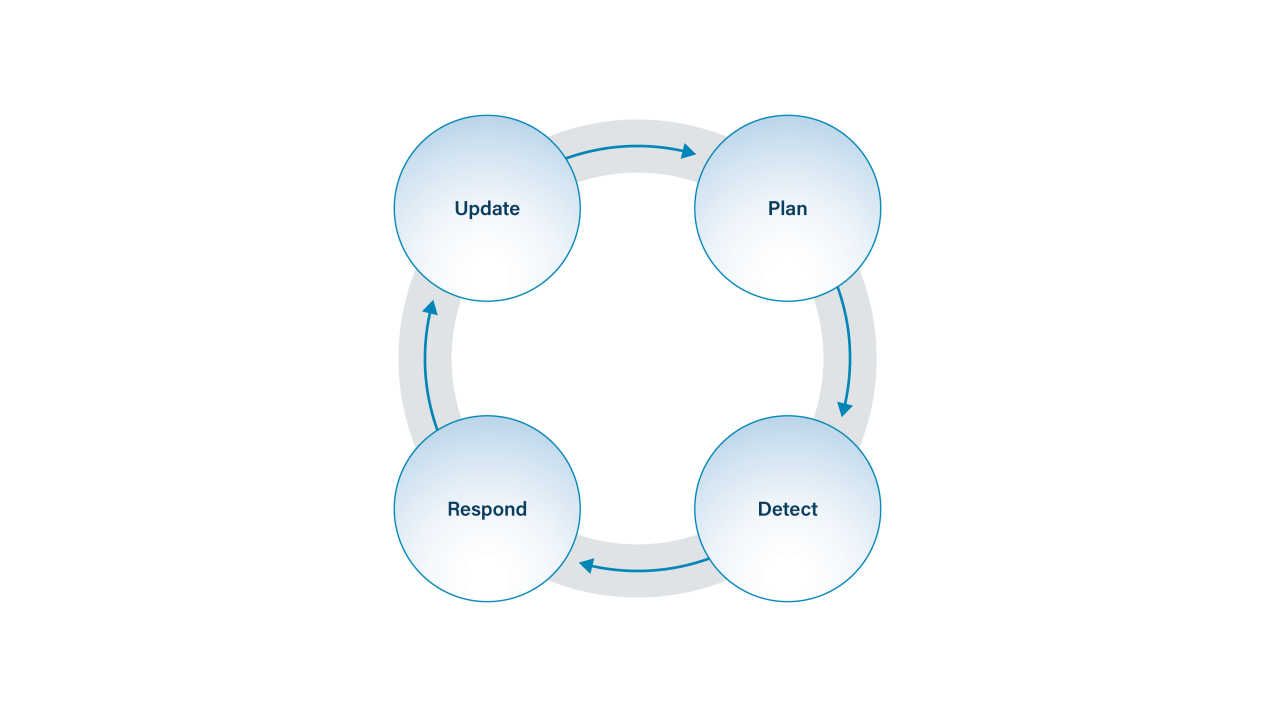 Update
Plan
Respond
Detect